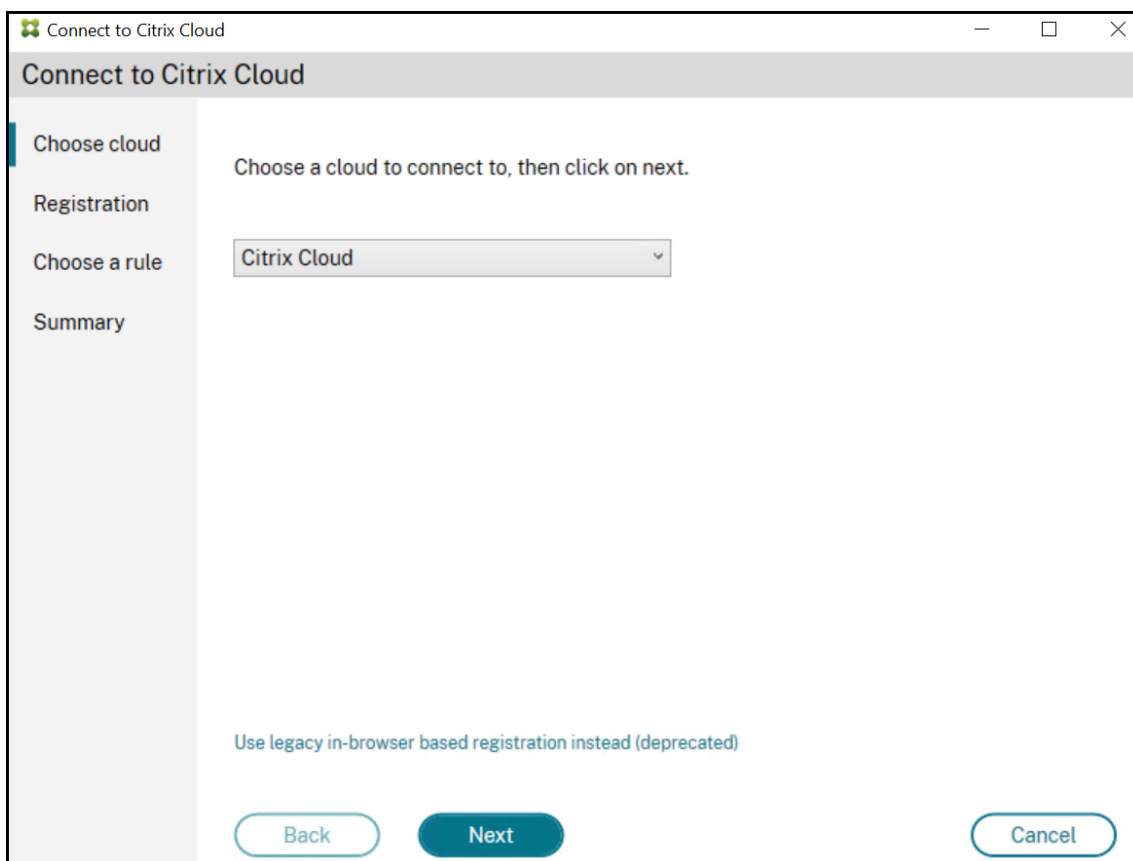 Connect to Citrix Cloud
Connect to Citrix Cloud
Choose cloud
Registration
Choose a rule
Summary
Choose a cloud to connect to, then click on next.
Citrix Cloud
Use legacy in-browser based registration instead (deprecated)
Back
Next
Cancel